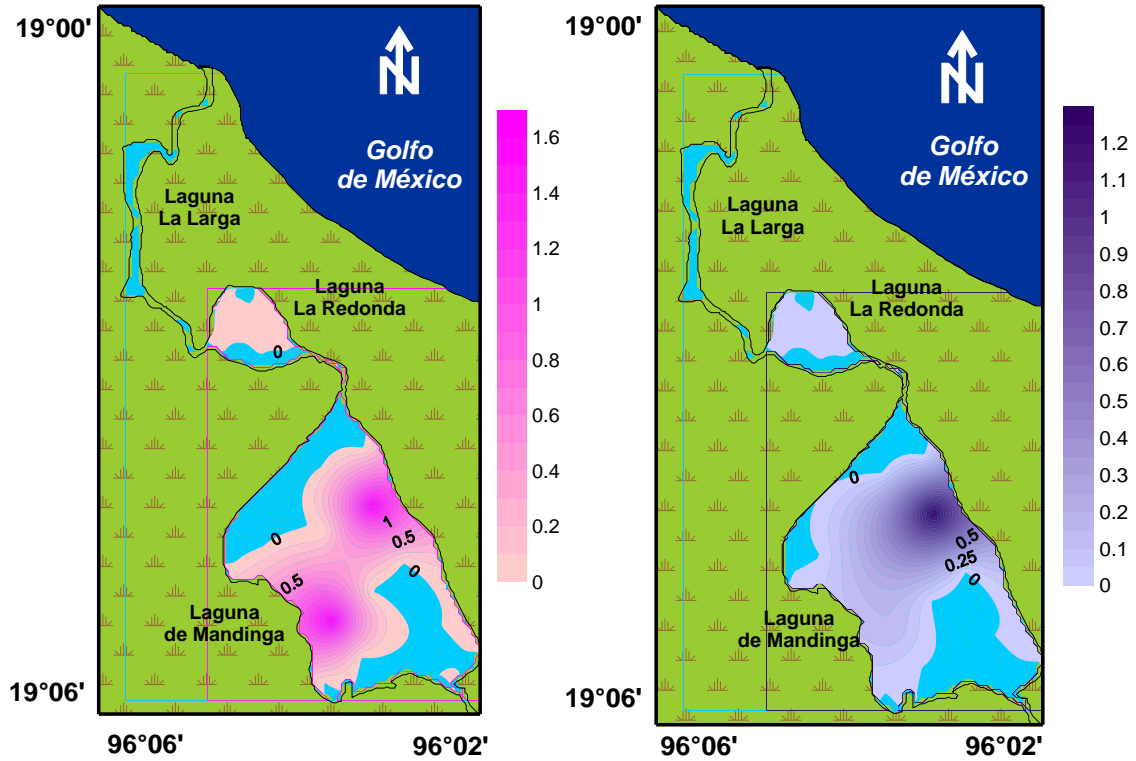 19°00'
N
Golfo
de México
Laguna
La Larga
Laguna
La Redonda
0
0
1
0.5
0
0.5
Laguna
de Mandinga
19°06'
96°06'
96°02'
1.6
1.4
1.2
1
0.8
0.6
0.4
0.2
0
19°00'
N
Golfo
de México
Laguna
La Larga
Laguna
La Redonda
0
0.5
0.25
0
Laguna
de Mandinga
19°06'
96°06'
96°02'
1.2
1.1
1
0.9
0.8
0.7
0.6
0.5
0.4
0.3
0.2
0.1
0